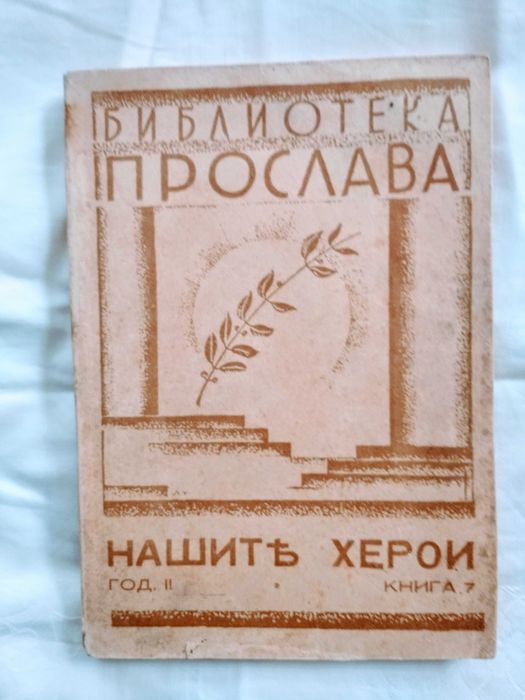 БИБЛИОТЕКА
ПРОСЛАВА
НАШИТѢ ХЕРОИ
ГОД. II • КНИГА 7